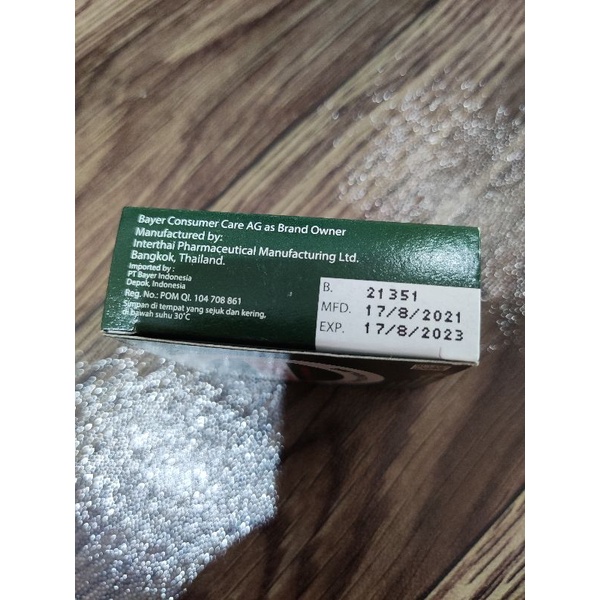 Bayer Consumer Care AG as Brand Owner
Manufactured by:
Interthai Pharmaceutical Manufacturing Ltd.
Bangkok, Thailand.
Imported by :
PT Bayer Indonesia
Depok, Indonesia
Reg. No.: POM QI. 104 708 861
Simpan di tempat yang sejuk dan kering,
di bawah suhu 30°C
B. 21351
MFD. 17/8/2021
EXP. 17/8/2023